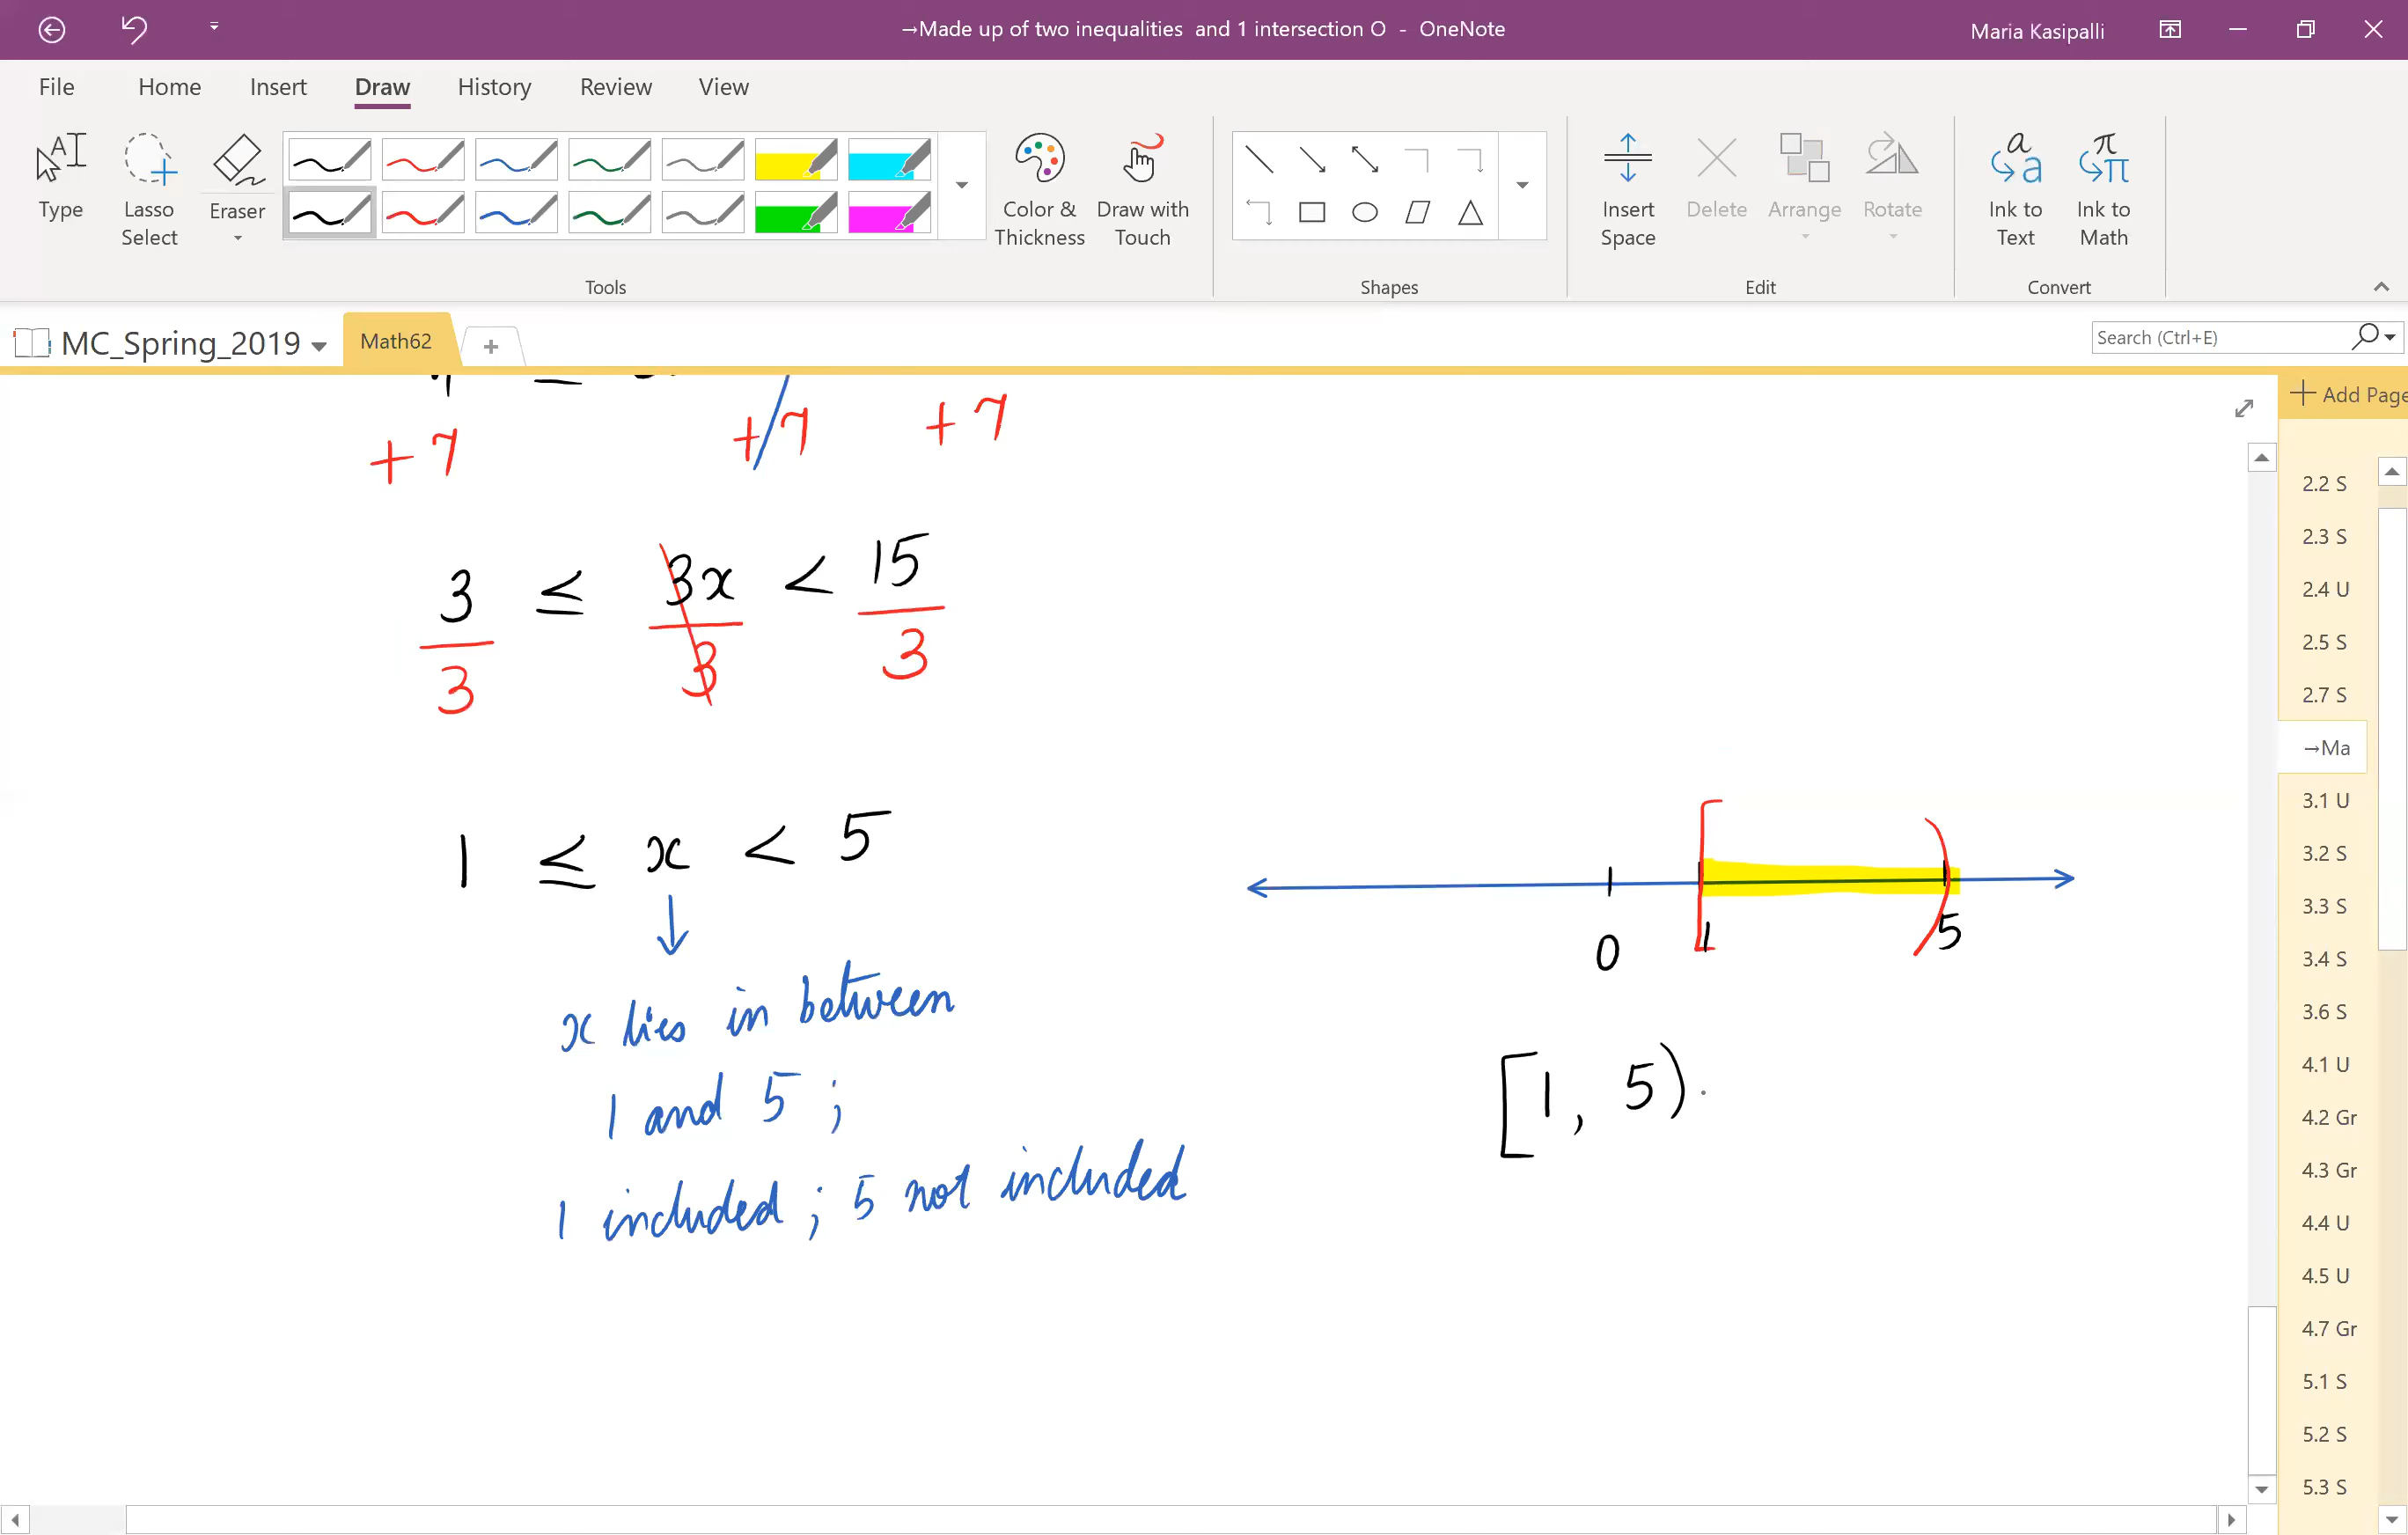 →Made up of two inequalities and 1 intersection O - OneNote
Maria Kasipalli
File Home Insert Draw History Review View
Type
Lasso Select
Eraser
Color & Thickness
Draw with Touch
Insert Space
Delete
Arrange
Rotate
Ink to Text
Ink to Math
Tools
Shapes
Edit
Convert
MC_Spring_2019
Math62
Search (Ctrl+E)
Add Page
+7 +7 +7
3 ≤ 3x < 15
3 3 3
1 ≤ x < 5
x lies in between
1 and 5 ;
1 included ; 5 not included
0 1 5
[1, 5)
2.2 S
2.3 S
2.4 U
2.5 S
2.7 S
→Ma
3.1 U
3.2 S
3.3 S
3.4 S
3.6 S
4.1 U
4.2 Gr
4.3 Gr
4.4 U
4.5 U
4.7 Gr
5.1 S
5.2 S
5.3 S